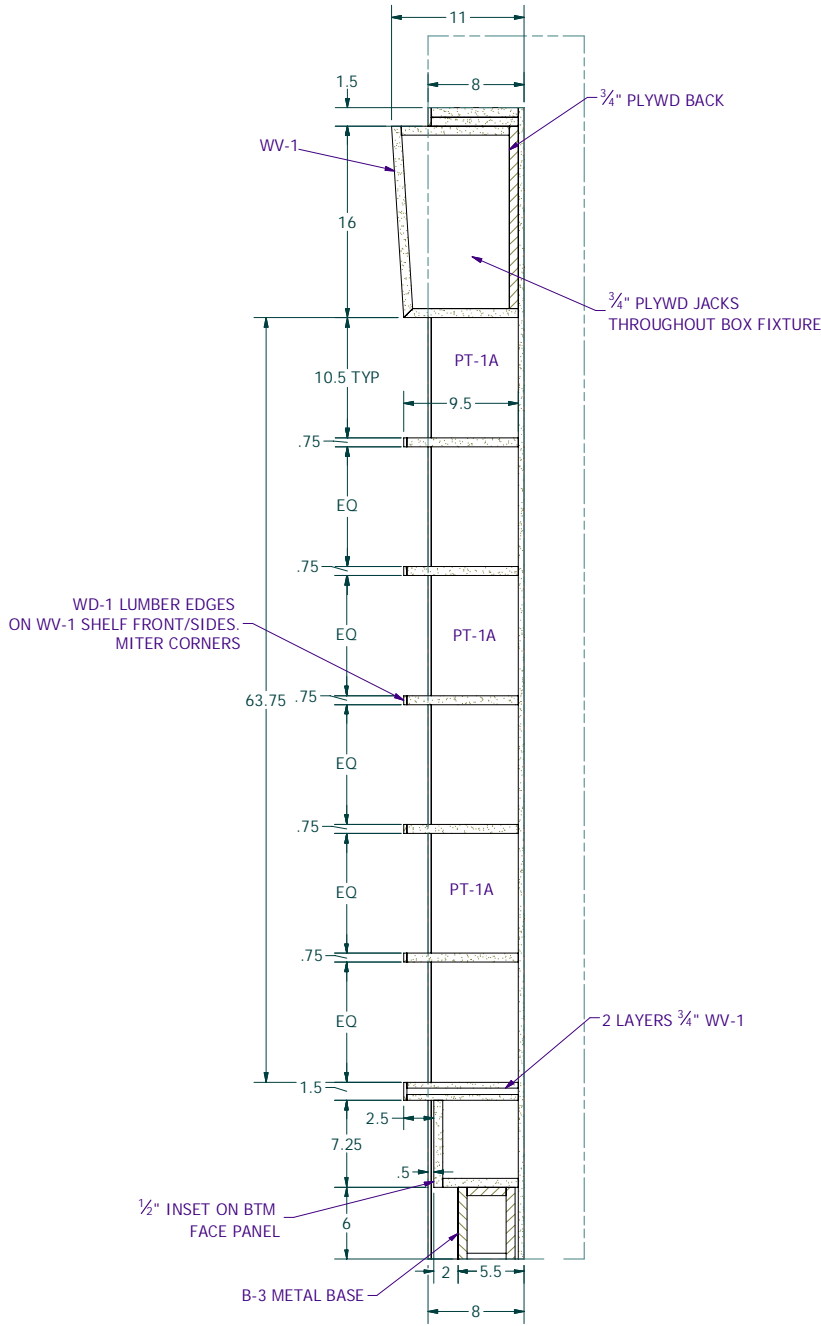 11
8
1.5
¾" PLYWD BACK
WV-1
16
¾" PLYWD JACKS
THROUGHOUT BOX FIXTURE
PT-1A
10.5 TYP
9.5
.75
EQ
.75
WD-1 LUMBER EDGES
ON WV-1 SHELF FRONT/SIDES.
MITER CORNERS
EQ
PT-1A
63.75
.75
EQ
.75
EQ
PT-1A
.75
EQ
2 LAYERS ¾" WV-1
1.5
2.5
7.25
.5
½" INSET ON BTM
FACE PANEL
6
2
5.5
B-3 METAL BASE
8